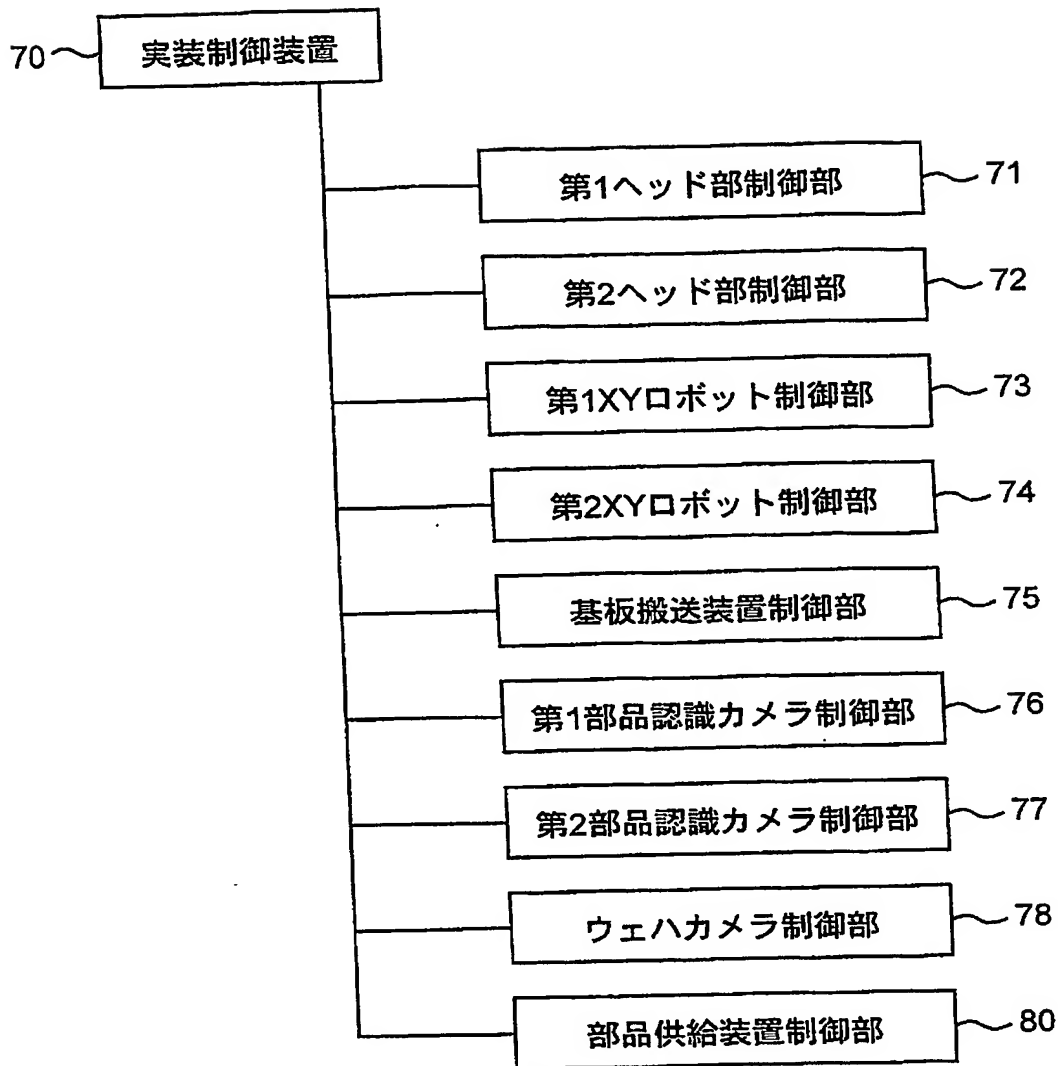 70 実装制御装置
第1ヘッド部制御部 71
第2ヘッド部制御部 72
第1XYロボット制御部 73
第2XYロボット制御部 74
基板搬送装置制御部 75
第1部品認識カメラ制御部 76
第2部品認識カメラ制御部 77
ウェハカメラ制御部 78
部品供給装置制御部 80